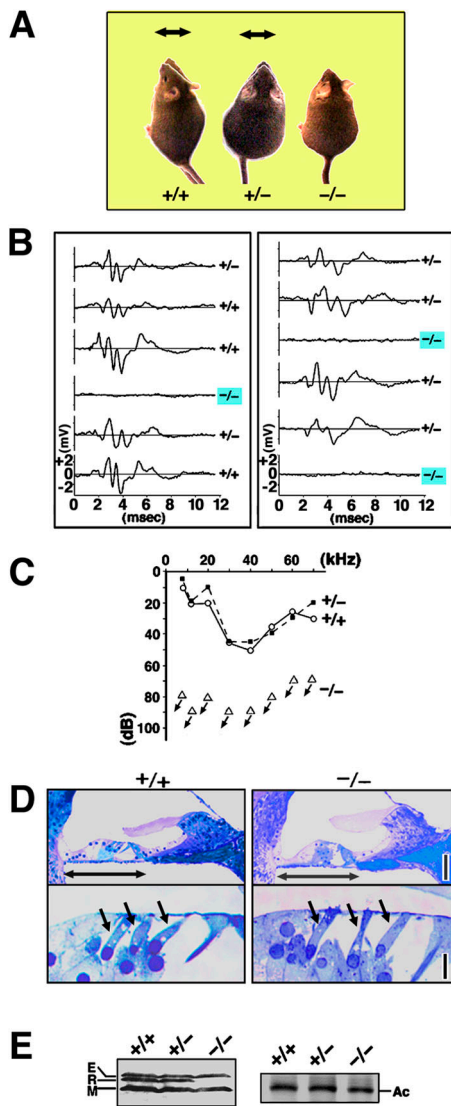 A
+/+ +/− −/−
B
+/− +/−
+/+ +/−
+/+ −/−
−/− +/−
+/− +/−
+2 0 -2 (mV) +/+ +2 0 -2 (mV) −/−
0 2 4 6 8 10 12 0 2 4 6 8 10 12
(msec) (msec)
C
0 20 40 60 (kHz)
0
20
40
60
80
100
(dB)
+/−
+/+
−/−
D
+/+ −/−
E
+/+ +/− −/− +/+ +/− −/−
E
R
M
Ac